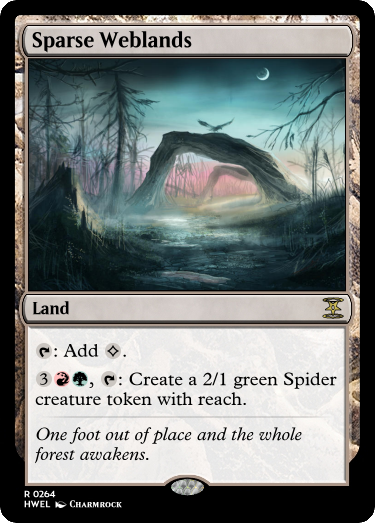 Sparse Weblands
Land
: Add .
3, : Create a 2/1 green Spider
creature token with reach.
One foot out of place and the whole
forest awakens.
R 0264
HWEL CHARMROCK